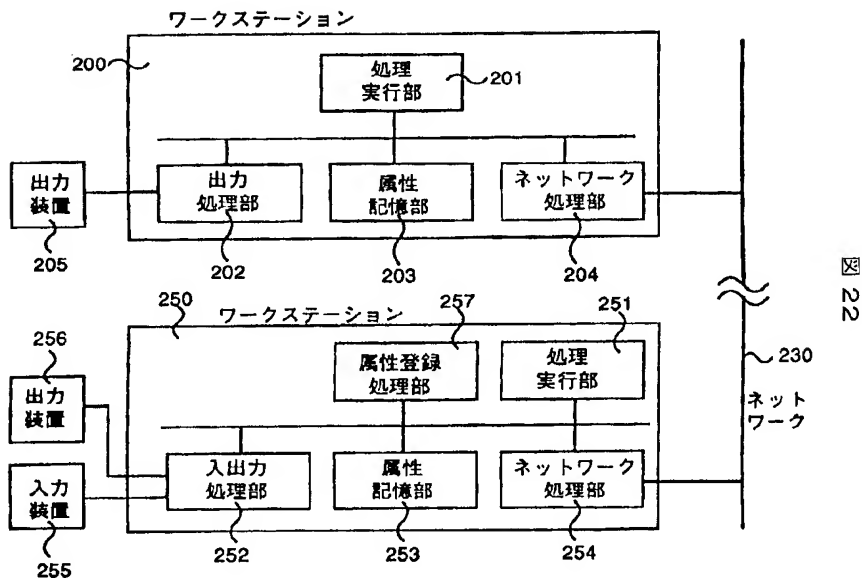 ワークステーション
200
処理
実行部
201
出力
装置
205
出力
処理部
202
属性
記憶部
203
ネットワーク
処理部
204
図22
250
ワークステーション
257
251
256
属性登録
処理部
処理
実行部
230
ネット
ワーク
出力
装置
入力
装置
255
入出力
処理部
252
属性
記憶部
253
ネットワーク
処理部
254